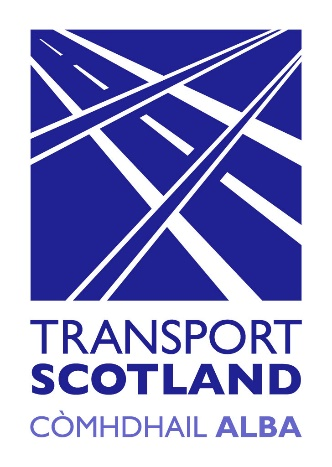 TRANSPORT
SCOTLAND
CÒMHDHAIL ALBA